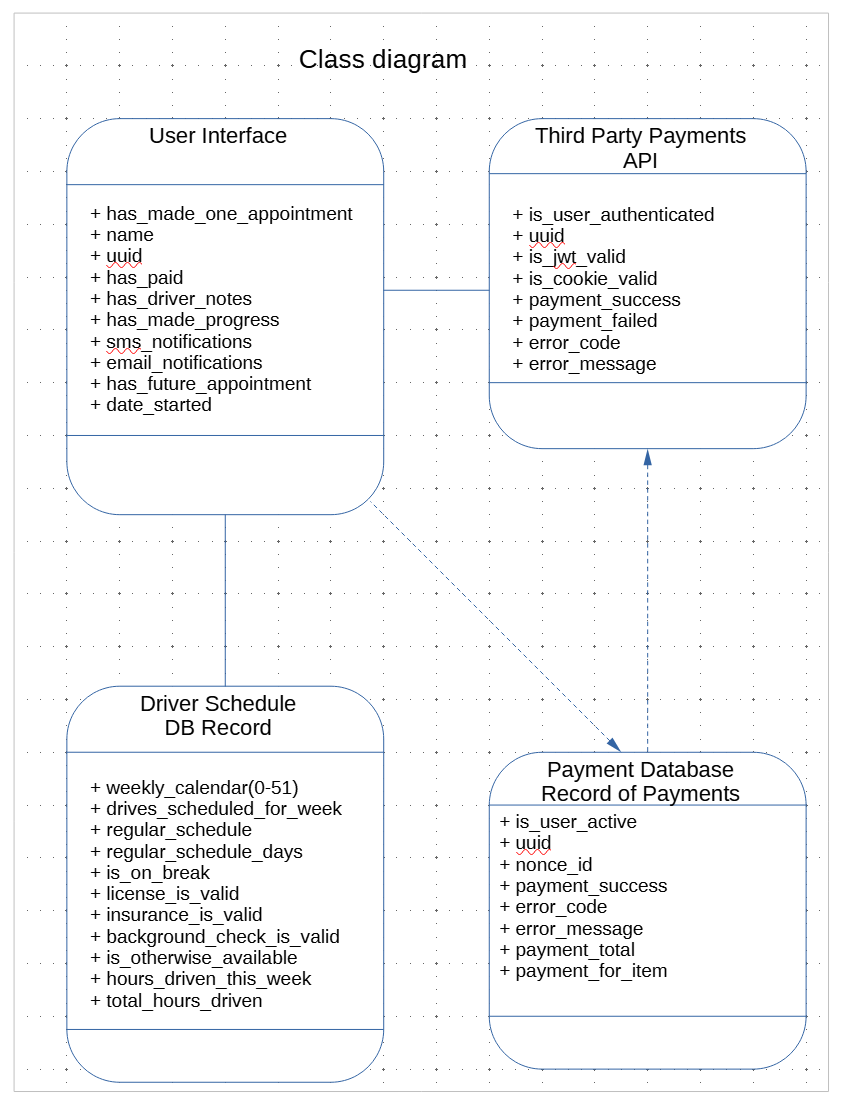 Class diagram
User Interface
+ has_made_one_appointment
+ name
+ uuid
+ has_paid
+ has_driver_notes
+ has_made_progress
+ sms_notifications
+ email_notifications
+ has_future_appointment
+ date_started
Third Party Payments
API
+ is_user_authenticated
+ uuid
+ is_jwt_valid
+ is_cookie_valid
+ payment_success
+ payment_failed
+ error_code
+ error_message
Driver Schedule
DB Record
+ weekly_calendar(0-51)
+ drives_scheduled_for_week
+ regular_schedule
+ regular_schedule_days
+ is_on_break
+ license_is_valid
+ insurance_is_valid
+ background_check_is_valid
+ is_otherwise_available
+ hours_driven_this_week
+ total_hours_driven
Payment Database
Record of Payments
+ is_user_active
+ uuid
+ nonce_id
+ payment_success
+ error_code
+ error_message
+ payment_total
+ payment_for_item